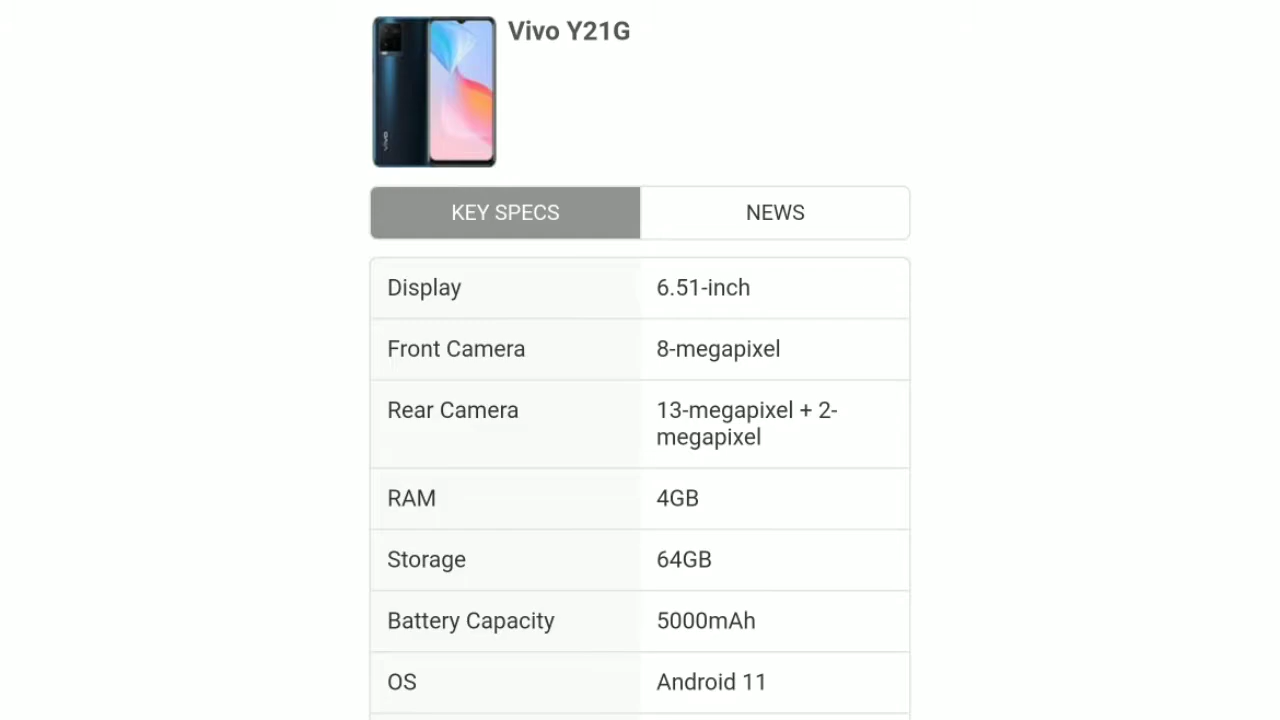 Vivo Y21G
vivo
KEY SPECS NEWS
Display 6.51-inch
Front Camera 8-megapixel
Rear Camera 13-megapixel + 2-
megapixel
RAM 4GB
Storage 64GB
Battery Capacity 5000mAh
OS Android 11